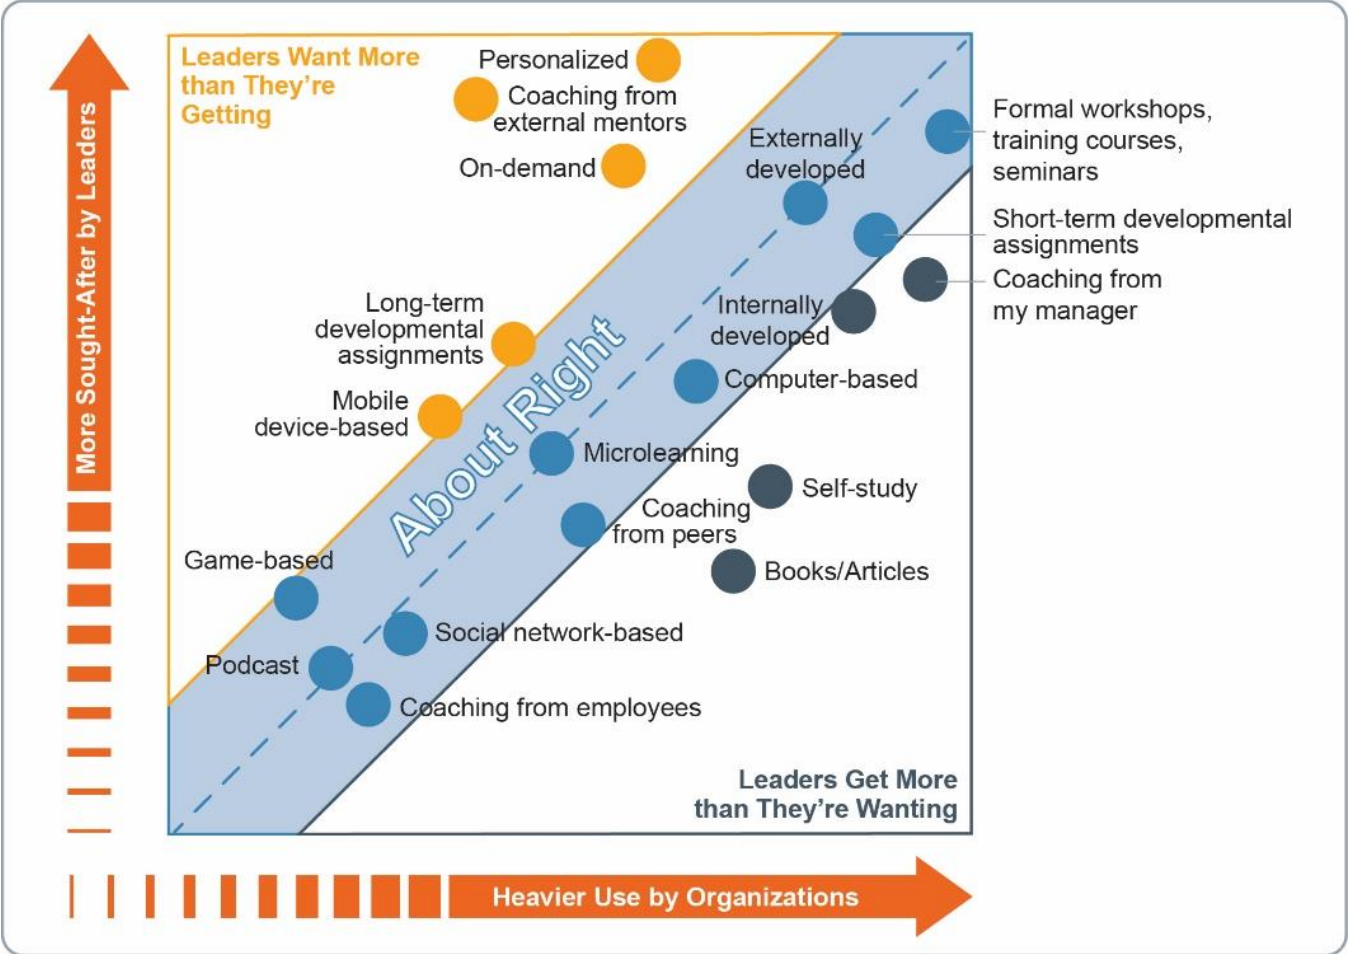 Leaders Want More
than They're
Getting
Personalized
Coaching from
external mentors
On-demand
Externally
developed
Formal workshops,
training courses,
seminars
Short-term developmental
assignments
Coaching from
my manager
Internally
developed
Long-term
developmental
assignments
Computer-based
Mobile
device-based
About Right
Microlearning
Self-study
Coaching
from peers
Game-based
Books/Articles
Social network-based
Podcast
Coaching from employees
Leaders Get More
than They're Wanting
More Sought-After by Leaders
Heavier Use by Organizations